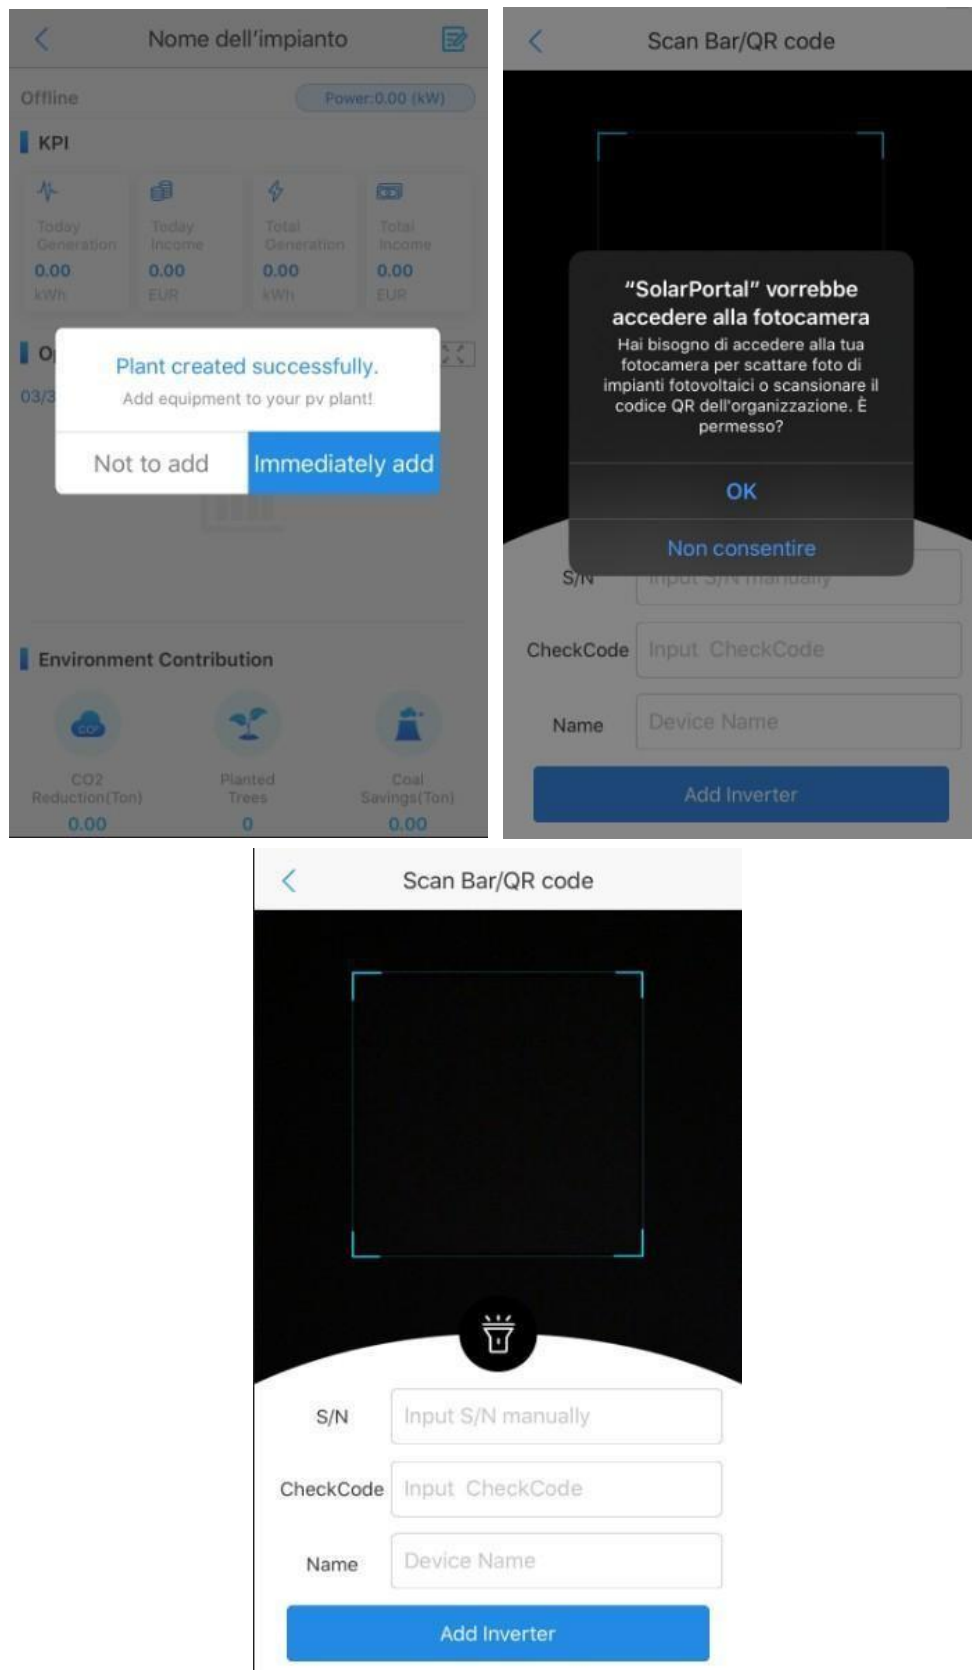 Nome dell'impianto
Offline
Power:0.00 (kW)
KPI
Today
Generation
0.00
kWh
Today
Income
0.00
EUR
Total
Generation
0.00
kWh
Total
Income
0.00
EUR
03/3
Plant created successfully.
Add equipment to your pv plant!
Not to add
Immediately add
Environment Contribution
CO2
Reduction(Ton)
0.00
Planted
Trees
0
Coal
Savings(Ton)
0.00
Scan Bar/QR code
“SolarPortal” vorrebbe
accedere alla fotocamera
Hai bisogno di accedere alla tua
fotocamera per scattare foto di
impianti fotovoltaici o scansionare il
codice QR dell'organizzazione. È
permesso?
OK
Non consentire
S/N
Input S/N manually
CheckCode
Input CheckCode
Name
Device Name
Add Inverter
Scan Bar/QR code
S/N
Input S/N manually
CheckCode
Input CheckCode
Name
Device Name
Add Inverter